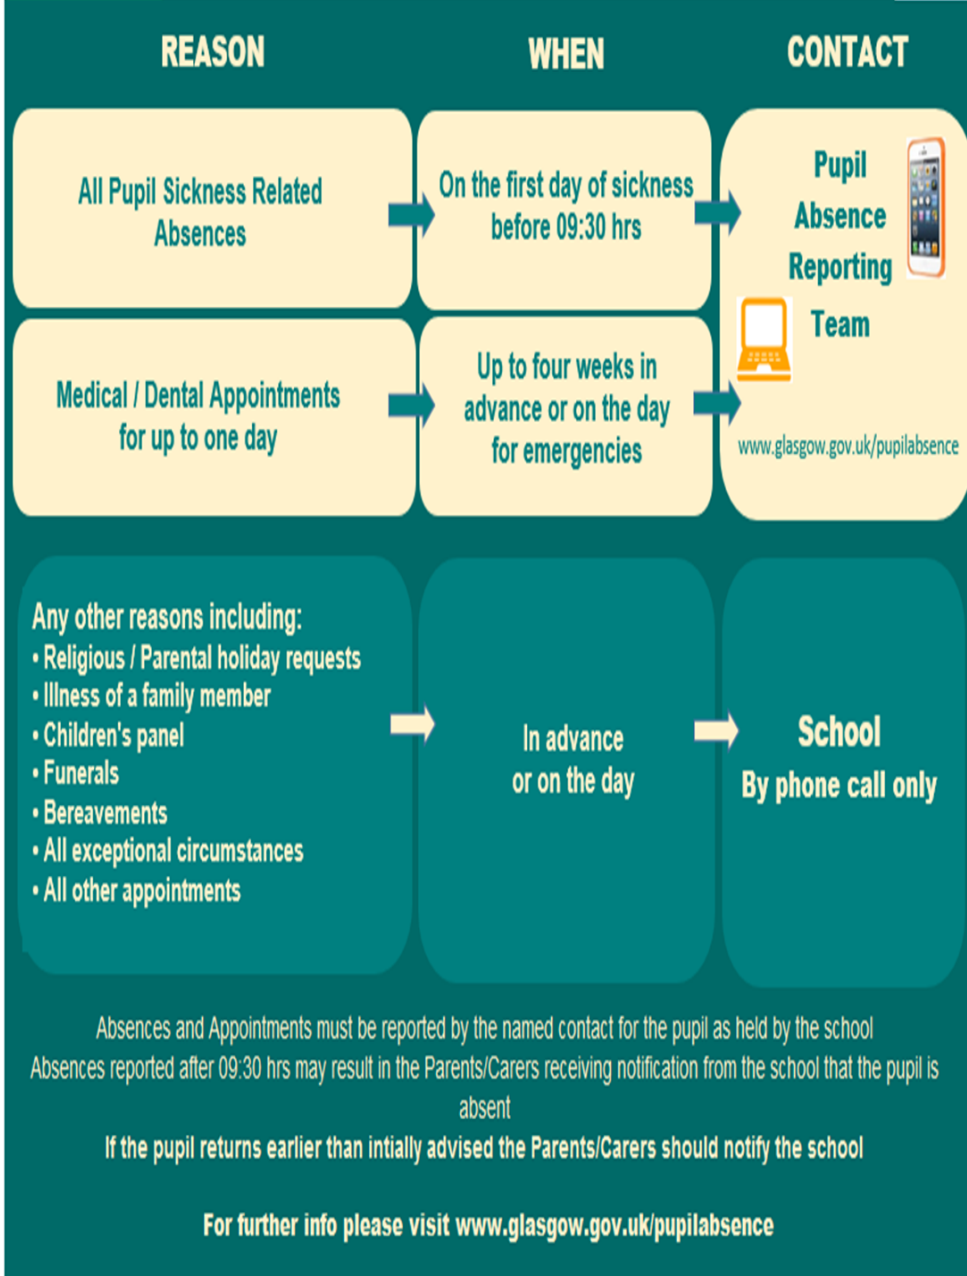 REASON
WHEN
CONTACT
All Pupil Sickness Related
Absences
On the first day of sickness
before 09:30 hrs
Pupil
Absence
Reporting
Team
www.glasgow.gov.uk/pupilabsence
Medical / Dental Appointments
for up to one day
Up to four weeks in
advance or on the day
for emergencies
Any other reasons including:
• Religious / Parental holiday requests
• Illness of a family member
• Children's panel
• Funerals
• Bereavements
• All exceptional circumstances
• All other appointments
In advance
or on the day
School
By phone call only
Absences and Appointments must be reported by the named contact for the pupil as held by the school
Absences reported after 09:30 hrs may result in the Parents/Carers receiving notification from the school that the pupil is
absent
If the pupil returns earlier than intially advised the Parents/Carers should notify the school
For further info please visit www.glasgow.gov.uk/pupilabsence